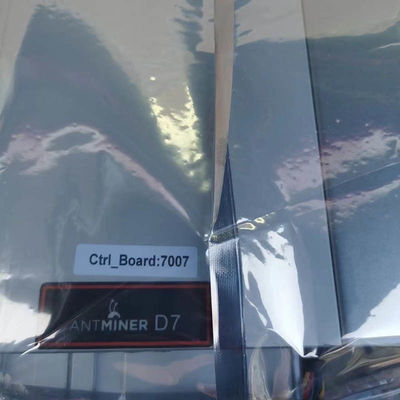 Ctrl_Board:7007
ANTMINER D7